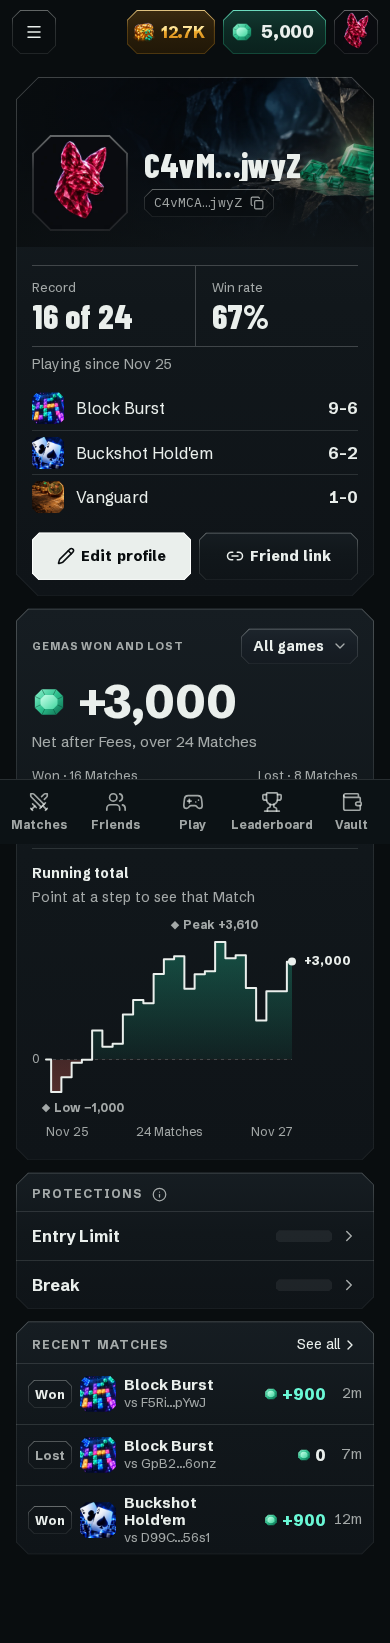 12.7K
5,000
C4vM…jwyZ
C4vMCA…jwyZ
Record
16 of 24
Win rate
67%
Playing since Nov 25
Block Burst 9-6
Buckshot Hold'em 6-2
Vanguard 1-0
Edit profile
Friend link
GEMAS WON AND LOST
All games
+3,000
Net after Fees, over 24 Matches
Won · 16 Matches
Lost · 8 Matches
Matches
Friends
Play
Leaderboard
Vault
Running total
Point at a step to see that Match
◆ Peak +3,610
+3,000
0
◆ Low −1,000
Nov 25
24 Matches
Nov 27
PROTECTIONS
Entry Limit
Break
RECENT MATCHES
See all
Won
Block Burst
vs F5Ri…pYwJ
+900
2m
Lost
Block Burst
vs GpB2…6onz
0
7m
Won
Buckshot
Hold'em
vs D99C…56s1
+900
12m